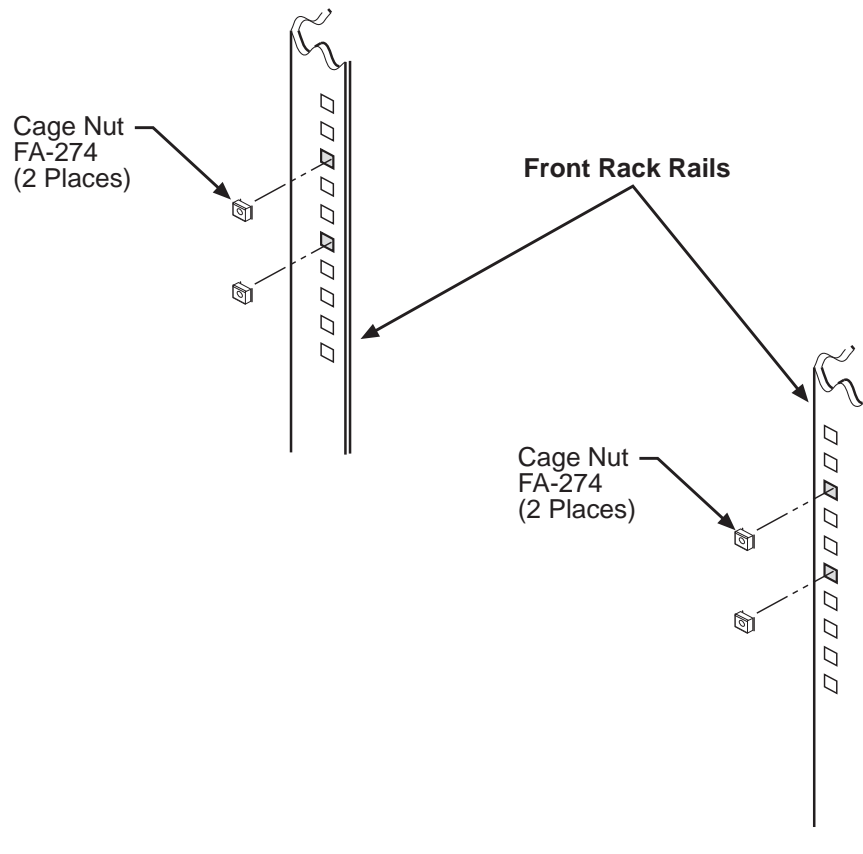 Cage Nut
FA-274
(2 Places)
Front Rack Rails
Cage Nut
FA-274
(2 Places)